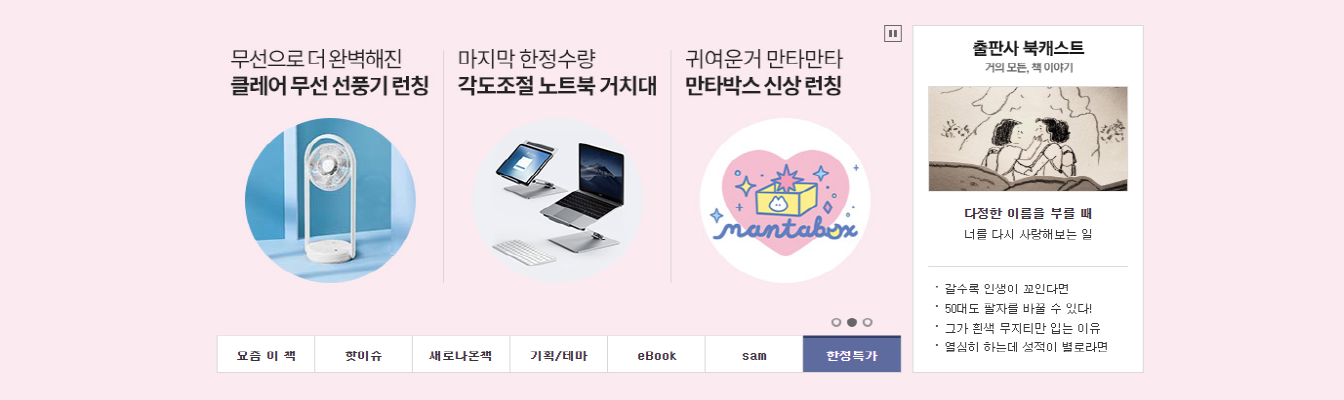 무선으로 더 완벽해진
클레어 무선 선풍기 런칭
마지막 한정수량
각도조절 노트북 거치대
귀여운거 만타만타
만타박스 신상 런칭
mantabox
요즘 이 책
핫이슈
새로나온책
기획/테마
eBook
sam
한정특가
출판사 북캐스트
거의 모든, 책 이야기
다정한 이름을 부를 때
너를 다시 사랑해보는 일
갈수록 인생이 꼬인다면
50대도 팔자를 바꿀 수 있다!
그가 흰색 무지티만 입는 이유
열심히 하는데 성적이 별로라면